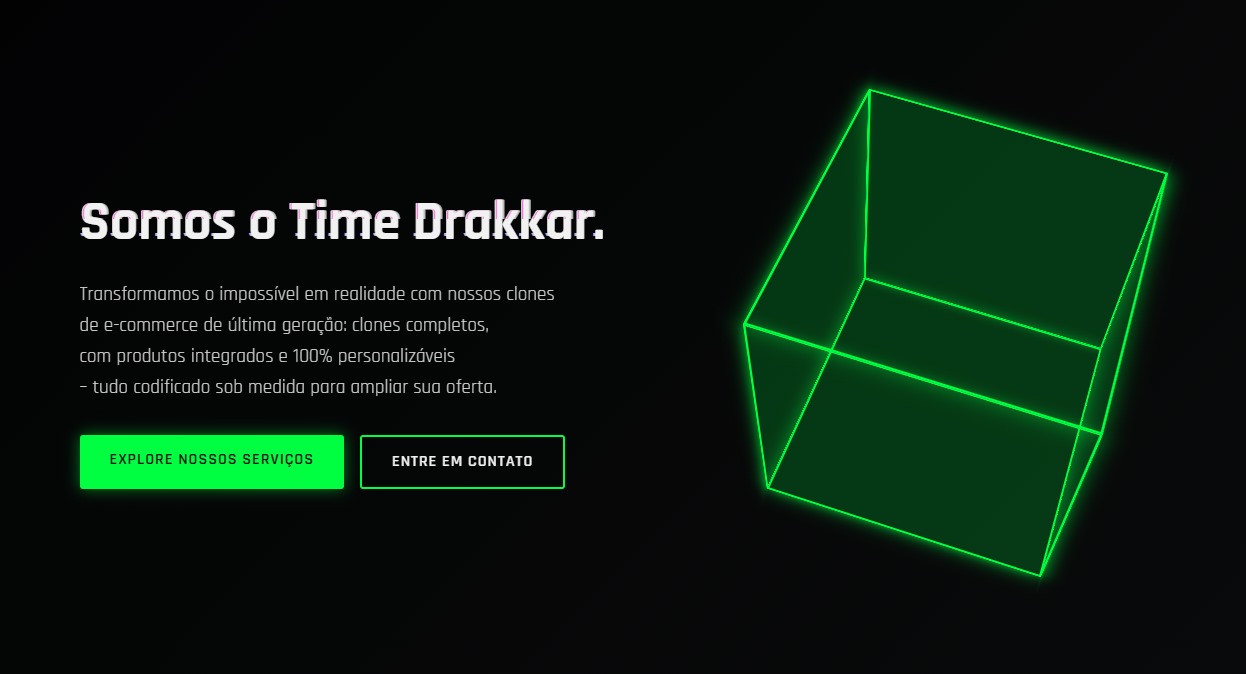 Somos o Time Drakkar.
Transformamos o impossível em realidade com nossos clones
de e-commerce de última geração: clones completos,
com produtos integrados e 100% personalizáveis
– tudo codificado sob medida para ampliar sua oferta.
EXPLORE NOSSOS SERVIÇOS
ENTRE EM CONTATO